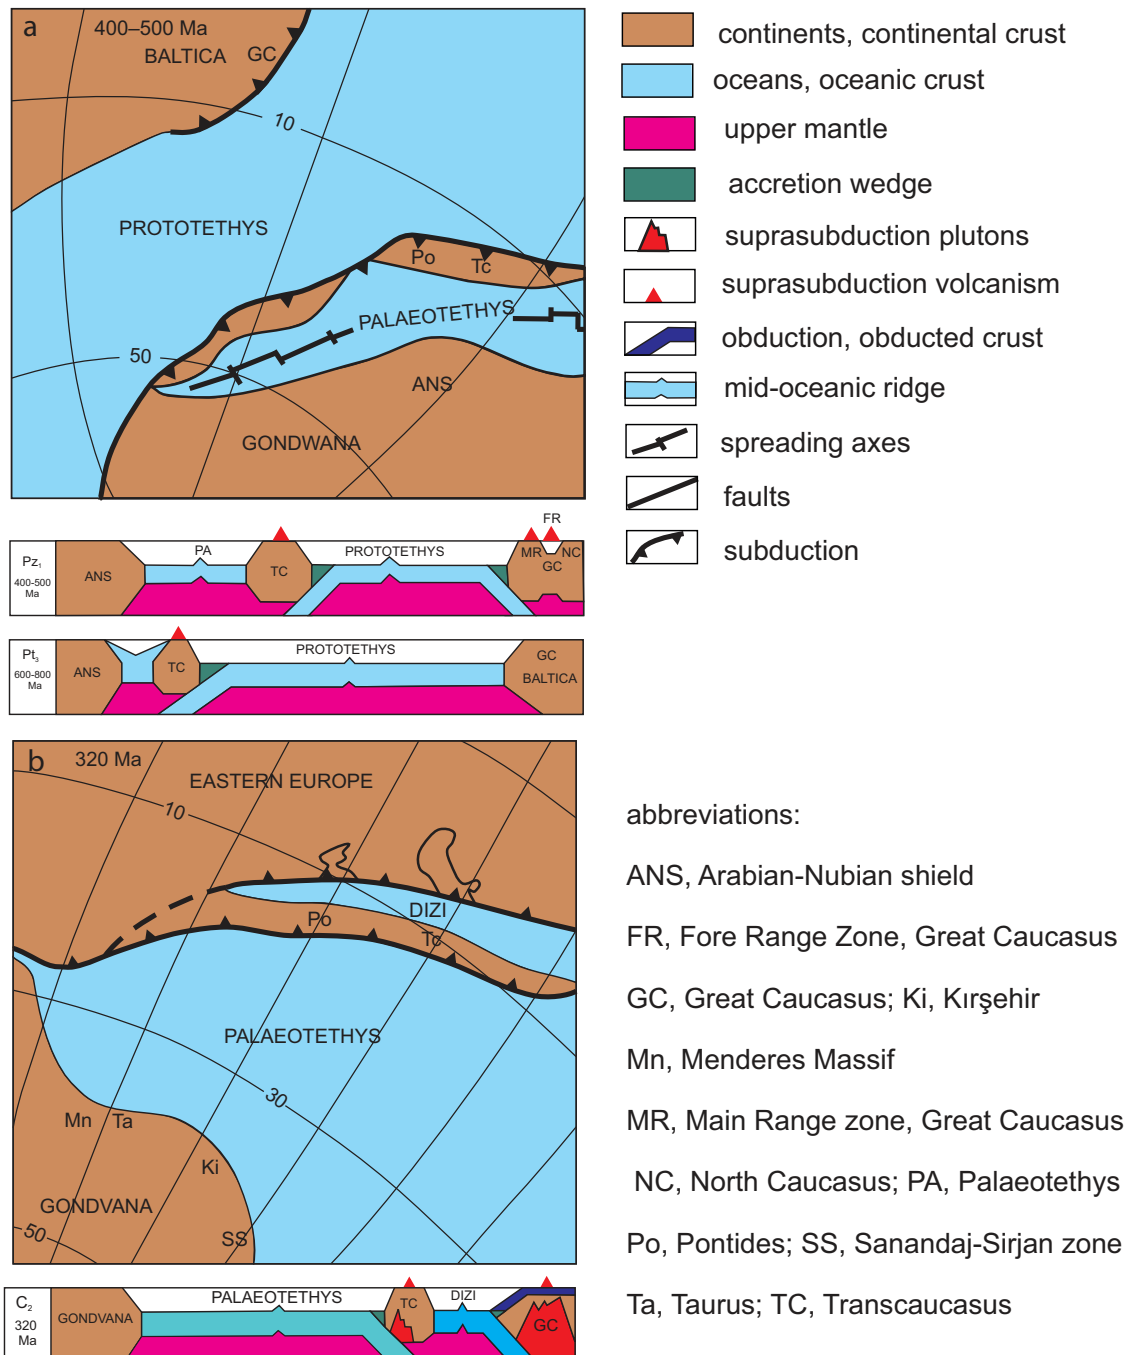 a
400–500 Ma
BALTICA GC
10
PROTOTETHYS
Po Tc
PALAEOTETHYS
50
ANS
GONDWANA
continents, continental crust
oceans, oceanic crust
upper mantle
accretion wedge
suprasubduction plutons
suprasubduction volcanism
obduction, obducted crust
mid-oceanic ridge
spreading axes
faults
subduction
FR
Pz1
400-500
Ma
ANS
PA
TC
PROTOTETHYS
MR NC
GC
Pt3
600-800
Ma
ANS
TC
PROTOTETHYS
GC
BALTICA
b
320 Ma
EASTERN EUROPE
10
DIZI
Po
Tc
PALAEOTETHYS
30
Mn Ta
Ki
GONDVANA
50
SS
C2
320
Ma
GONDVANA
PALAEOTETHYS
TC
DIZI
GC
abbreviations:
ANS, Arabian-Nubian shield
FR, Fore Range Zone, Great Caucasus
GC, Great Caucasus; Ki, Kırşehir
Mn, Menderes Massif
MR, Main Range zone, Great Caucasus
NC, North Caucasus; PA, Palaeotethys
Po, Pontides; SS, Sanandaj-Sirjan zone
Ta, Taurus; TC, Transcaucasus